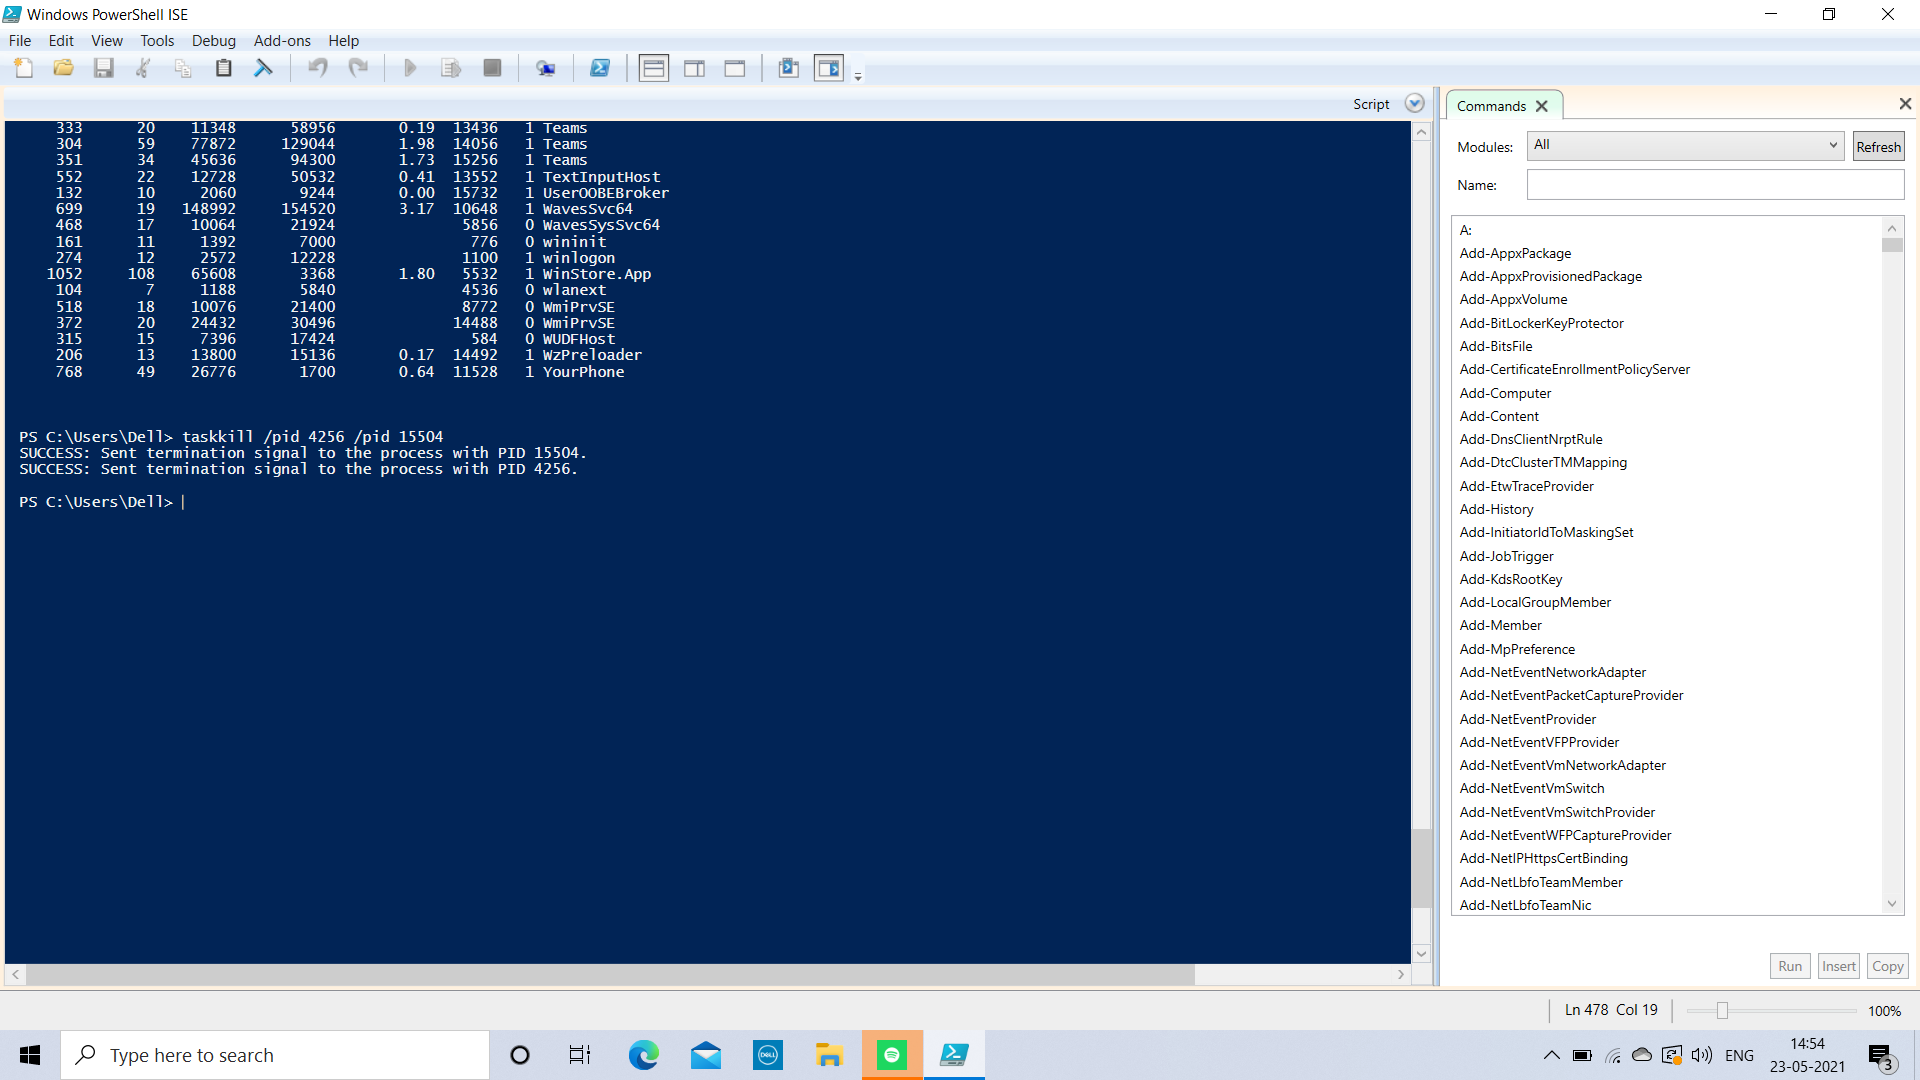 Windows PowerShell ISE
File Edit View Tools Debug Add-ons Help
Script
333 20 11348 58956 0.19 13436 1 Teams
304 59 77872 129044 1.98 14056 1 Teams
351 34 45636 94300 1.73 15256 1 Teams
552 22 12728 50532 0.41 13552 1 TextInputHost
132 10 2060 9244 0.00 15732 1 UserOOBEBroker
699 19 148992 154520 3.17 10648 1 WavesSvc64
468 17 10064 21924 5856 0 WavesSysSvc64
161 11 1392 7000 776 0 wininit
274 12 2572 12228 1100 1 winlogon
1052 108 65608 3368 1.80 5532 1 WinStore.App
104 7 1188 5840 4536 0 wlanext
518 18 10076 21400 8772 0 WmiPrvSE
372 20 24432 30496 14488 0 WmiPrvSE
315 15 7396 17424 584 0 WUDFHost
206 13 13800 15136 0.17 14492 1 WzPreloader
768 49 26776 1700 0.64 11528 1 YourPhone
PS C:\Users\Dell> taskkill /pid 4256 /pid 15504
SUCCESS: Sent termination signal to the process with PID 15504.
SUCCESS: Sent termination signal to the process with PID 4256.
PS C:\Users\Dell>
Commands
Modules: All Refresh
Name:
A:
Add-AppxPackage
Add-AppxProvisionedPackage
Add-AppxVolume
Add-BitLockerKeyProtector
Add-BitsFile
Add-CertificateEnrollmentPolicyServer
Add-Computer
Add-Content
Add-DnsClientNrptRule
Add-DtcClusterTMMapping
Add-EtwTraceProvider
Add-History
Add-InitiatorIdToMaskingSet
Add-JobTrigger
Add-KdsRootKey
Add-LocalGroupMember
Add-Member
Add-MpPreference
Add-NetEventNetworkAdapter
Add-NetEventPacketCaptureProvider
Add-NetEventProvider
Add-NetEventVFPProvider
Add-NetEventVmNetworkAdapter
Add-NetEventVmSwitch
Add-NetEventVmSwitchProvider
Add-NetEventWFPCaptureProvider
Add-NetIPHttpsCertBinding
Add-NetLbfoTeamMember
Add-NetLbfoTeamNic
Run Insert Copy
Ln 478 Col 19 100%
Type here to search
DELL
ENG
14:54
23-05-2021
3